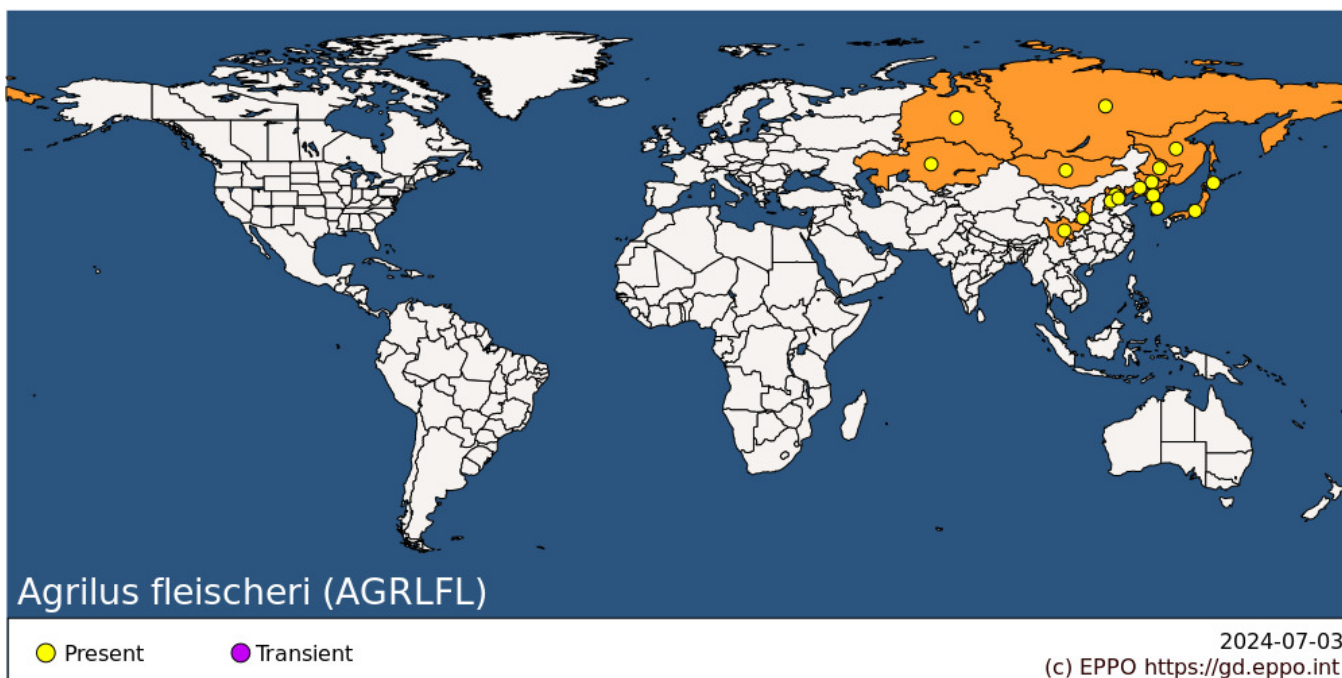 Agrilus fleischeri (AGRLFL)
Present
Transient
2024-07-03
(c) EPPO https://gd.eppo.int